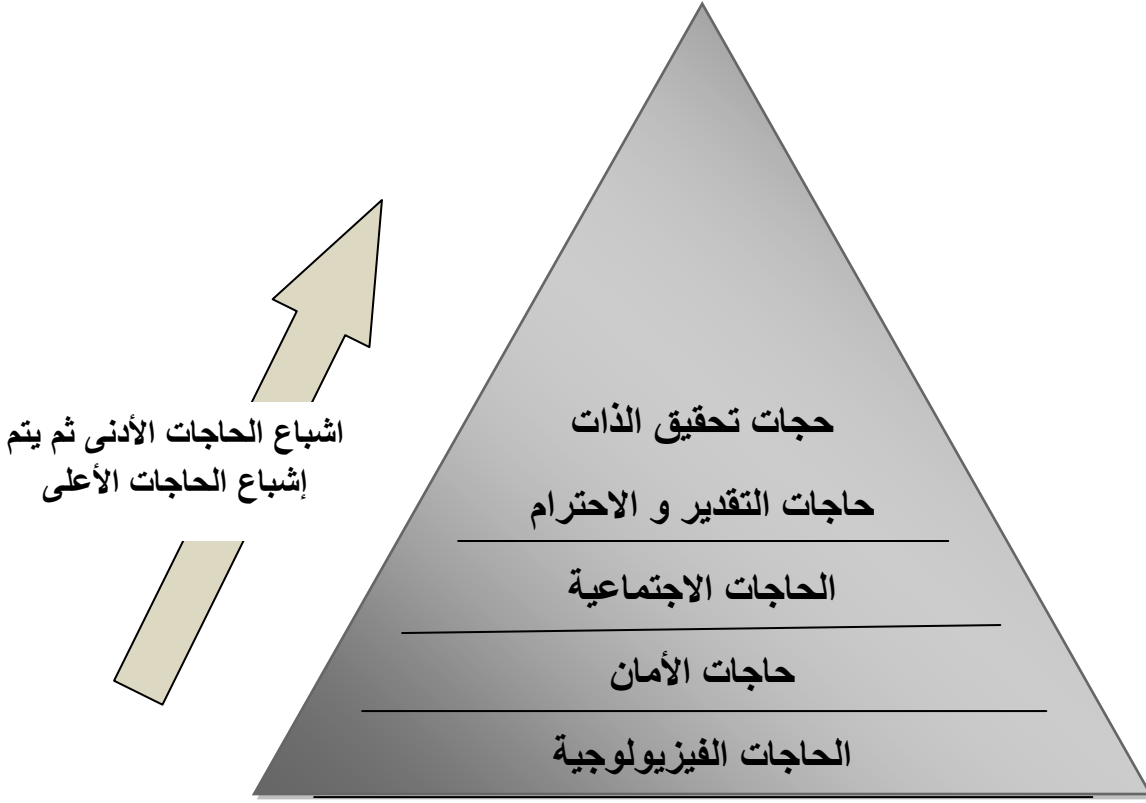 حجات تحقيق الذات
حاجات التقدير و الاحترام
الحاجات الاجتماعية
حاجات الأمان
الحاجات الفيزيولوجية
اشباع الحاجات الأدنى ثم يتم
إشباع الحاجات الأعلى